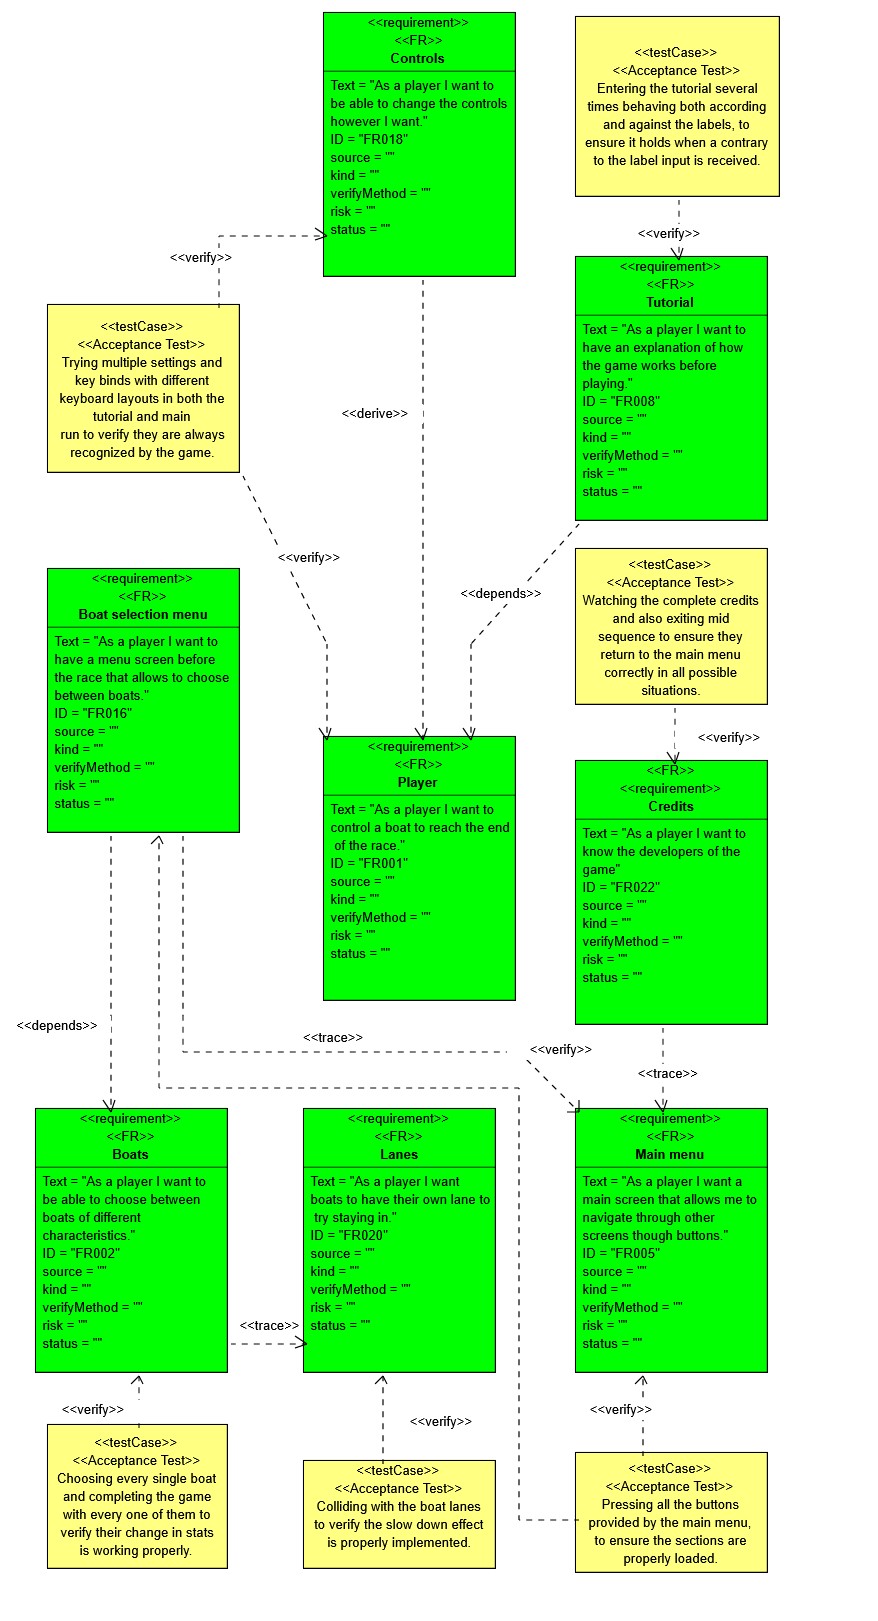 <<requirement>>
<<FR>>
Controls
Text = "As a player I want to
be able to change the controls
however I want."
ID = "FR018"
source = ""
kind = ""
verifyMethod = ""
risk = ""
status = ""
<<testCase>>
<<Acceptance Test>>
Entering the tutorial several
times behaving both according
and against the labels, to
ensure it holds when a contrary
to the label input is received.
<<verify>>
<<verify>>
<<requirement>>
<<FR>>
Tutorial
Text = "As a player I want to
have an explanation of how
the game works before
playing."
ID = "FR008"
source = ""
kind = ""
verifyMethod = ""
risk = ""
status = ""
<<testCase>>
<<Acceptance Test>>
Trying multiple settings and
key binds with different
keyboard layouts in both the
tutorial and main
run to verify they are always
recognized by the game.
<<derive>>
<<verify>>
<<depends>>
<<testCase>>
<<Acceptance Test>>
Watching the complete credits
and also exiting mid
sequence to ensure they
return to the main menu
correctly in all possible
situations.
<<requirement>>
<<FR>>
Boat selection menu
Text = "As a player I want to
have a menu screen before
the race that allows to choose
between boats."
ID = "FR016"
source = ""
kind = ""
verifyMethod = ""
risk = ""
status = ""
<<verify>>
<<requirement>>
<<FR>>
Player
Text = "As a player I want to
control a boat to reach the end
of the race."
ID = "FR001"
source = ""
kind = ""
verifyMethod = ""
risk = ""
status = ""
<<FR>>
<<requirement>>
Credits
Text = "As a player I want to
know the developers of the
game"
ID = "FR022"
source = ""
kind = ""
verifyMethod = ""
risk = ""
status = ""
<<depends>>
<<trace>>
<<verify>>
<<trace>>
<<requirement>>
<<FR>>
Boats
Text = "As a player I want to
be able to choose between
boats of different
characteristics."
ID = "FR002"
source = ""
kind = ""
verifyMethod = ""
risk = ""
status = ""
<<trace>>
<<requirement>>
<<FR>>
Lanes
Text = "As a player I want
boats to have their own lane to
try staying in."
ID = "FR020"
source = ""
kind = ""
verifyMethod = ""
risk = ""
status = ""
<<requirement>>
<<FR>>
Main menu
Text = "As a player I want a
main screen that allows me to
navigate through other
screens though buttons."
ID = "FR005"
source = ""
kind = ""
verifyMethod = ""
risk = ""
status = ""
<<verify>>
<<verify>>
<<verify>>
<<testCase>>
<<Acceptance Test>>
Choosing every single boat
and completing the game
with every one of them to
verify their change in stats
is working properly.
<<testCase>>
<<Acceptance Test>>
Colliding with the boat lanes
to verify the slow down effect
is properly implemented.
<<testCase>>
<<Acceptance Test>>
Pressing all the buttons
provided by the main menu,
to ensure the sections are
properly loaded.